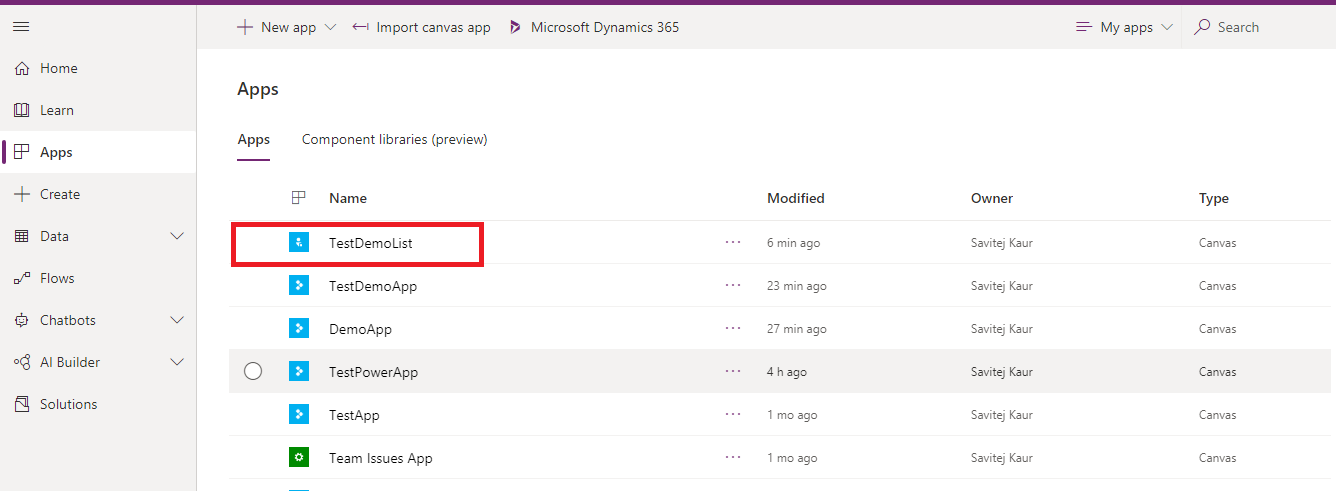 New app Import canvas app Microsoft Dynamics 365 My apps Search
Home
Learn
Apps
Create
Data
Flows
Chatbots
AI Builder
Solutions
Apps
Apps Component libraries (preview)
Name Modified Owner Type
TestDemoList ... 6 min ago Savitej Kaur Canvas
TestDemoApp ... 23 min ago Savitej Kaur Canvas
DemoApp ... 27 min ago Savitej Kaur Canvas
TestPowerApp ... 4 h ago Savitej Kaur Canvas
TestApp ... 1 mo ago Savitej Kaur Canvas
Team Issues App ... 1 mo ago Savitej Kaur Canvas